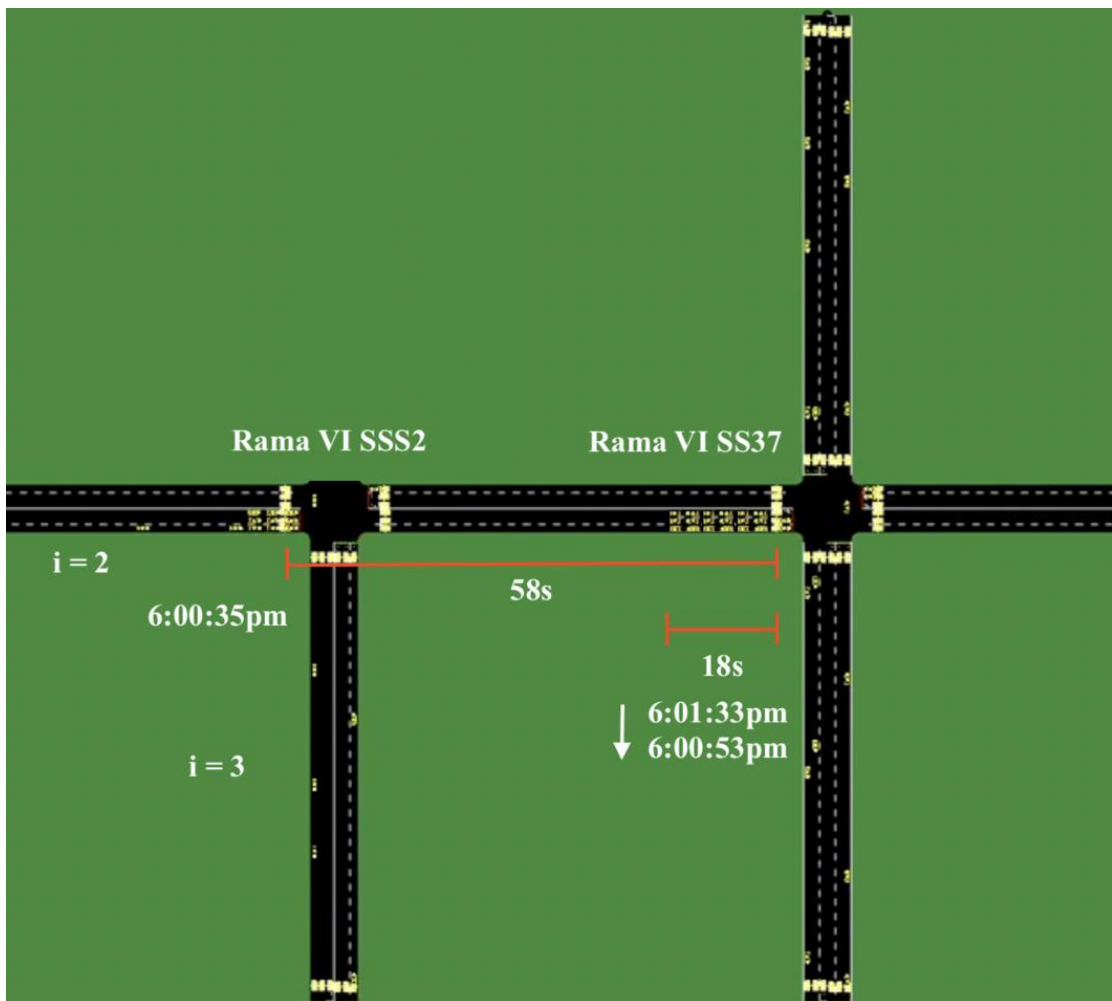 Rama VI SSS2
Rama VI SS37
i = 2
58s
6:00:35pm
18s
6:01:33pm
i = 3
6:00:53pm